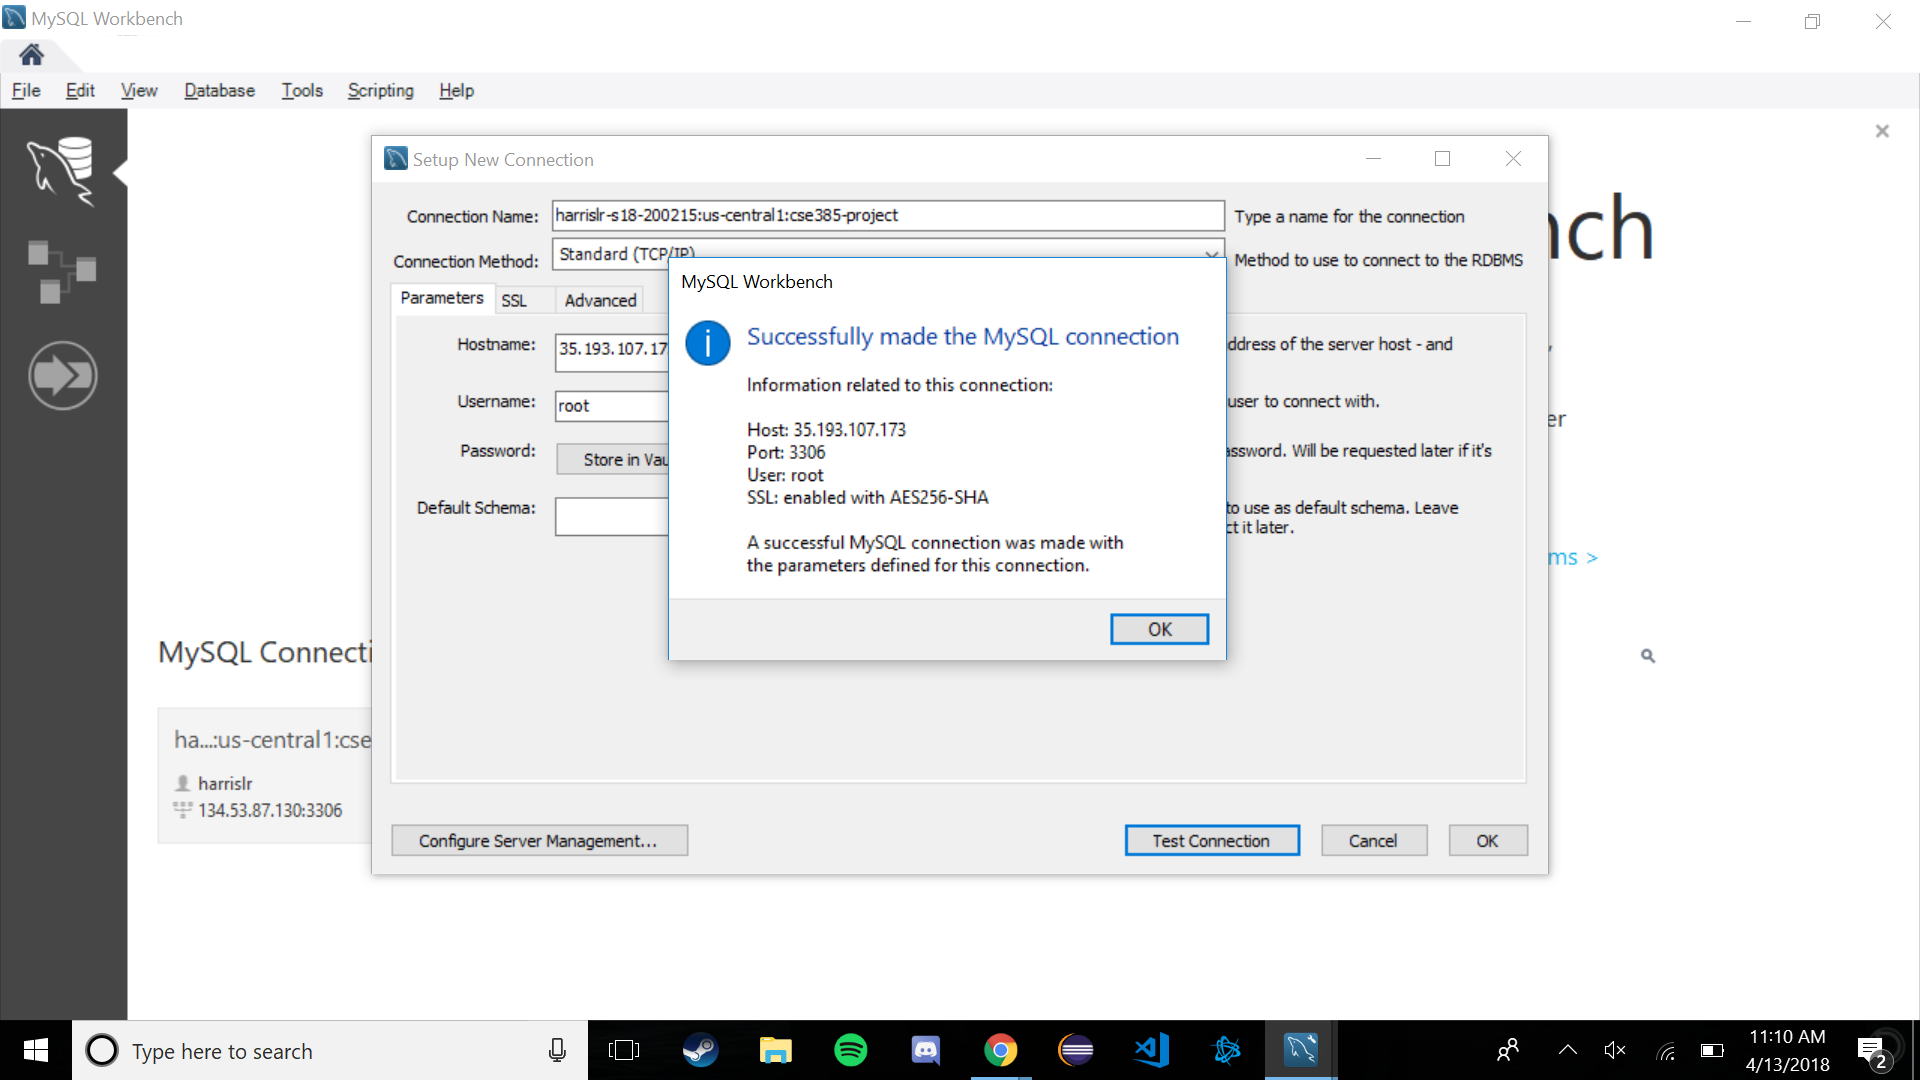 MySQL Workbench
File Edit View Database Tools Scripting Help
Setup New Connection
Connection Name: harrislr-s18-200215:us-central1:cse385-project Type a name for the connection
Connection Method: Standard (TCP/IP) Method to use to connect to the RDBMS
nch
Parameters SSL Advanced
MySQL Workbench
Hostname: 35.193.107.17 ddress of the server host - and
Successfully made the MySQL connection
Information related to this connection:
Username: root user to connect with.
Host: 35.193.107.173
Port: 3306
User: root
SSL: enabled with AES256-SHA
Password: Store in Vau assword. Will be requested later if it's
Default Schema: to use as default schema. Leave
ct it later.
A successful MySQL connection was made with
the parameters defined for this connection.
OK
er
ms >
MySQL Connecti
ha...:us-central1:cse
harrislr
134.53.87.130:3306
Configure Server Management... Test Connection Cancel OK
Type here to search
11:10 AM
4/13/2018
2